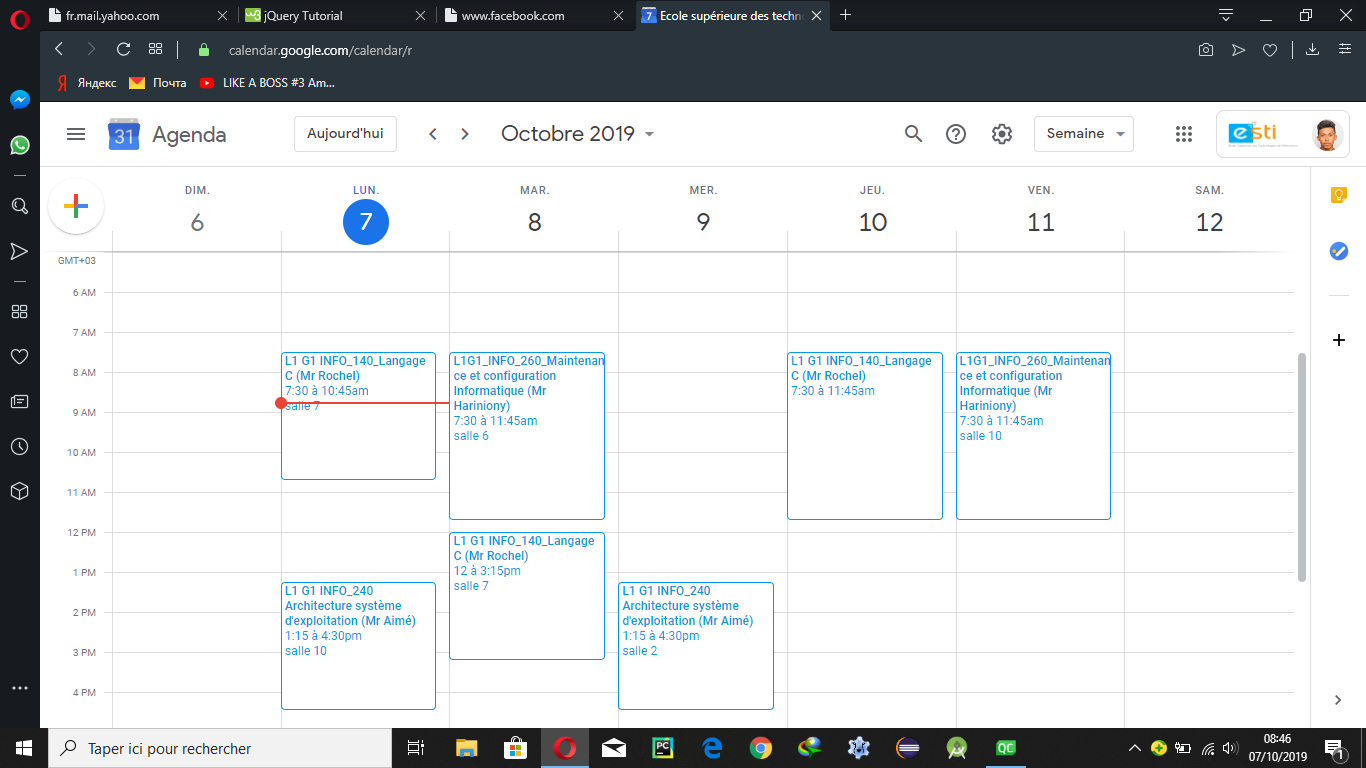 fr.mail.yahoo.com
jQuery Tutorial
www.facebook.com
7
Ecole supérieure des techn
calendar.google.com/calendar/r
Яндекс
Почта
LIKE A BOSS #3 Am...
31
Agenda
Aujourd'hui
Octobre 2019
Semaine
esti
DIM.
LUN.
MAR.
MER.
JEU.
VEN.
SAM.
6
7
8
9
10
11
12
GMT+03
6 AM
7 AM
8 AM
9 AM
10 AM
11 AM
12 PM
1 PM
2 PM
3 PM
4 PM
L1 G1 INFO_140_Langage
C (Mr Rochel)
7:30 à 10:45am
salle 7
L1 G1 INFO_240
Architecture système
d'exploitation (Mr Aimé)
1:15 à 4:30pm
salle 10
L1G1_INFO_260_Maintenan
ce et configuration
Informatique (Mr
Hariniony)
7:30 à 11:45am
salle 6
L1 G1 INFO_140_Langage
C (Mr Rochel)
12 à 3:15pm
salle 7
L1 G1 INFO_240
Architecture système
d'exploitation (Mr Aimé)
1:15 à 4:30pm
salle 2
L1 G1 INFO_140_Langage
C (Mr Rochel)
7:30 à 11:45am
L1G1_INFO_260_Maintenan
ce et configuration
Informatique (Mr
Hariniony)
7:30 à 11:45am
salle 10
Taper ici pour rechercher
PC
QC
08:46
07/10/2019
1